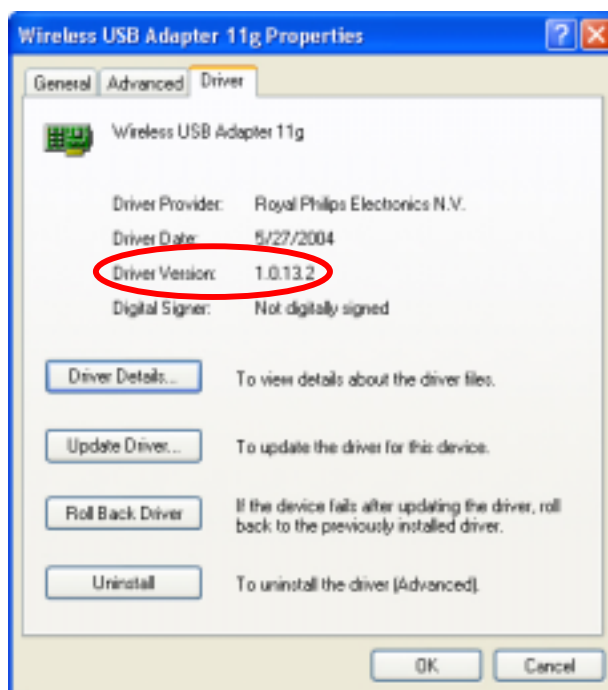 Wireless USB Adapter 11g Properties
General Advanced Driver
Wireless USB Adapter 11g
Driver Provider: Royal Philips Electronics N.V.
Driver Date: 5/27/2004
Driver Version: 1.0.13.2
Digital Signer: Not digitally signed
Driver Details... To view details about the driver files.
Update Driver... To update the driver for this device.
Roll Back Driver If the device fails after updating the driver, roll
back to the previously installed driver.
Uninstall To uninstall the driver (Advanced).
OK Cancel